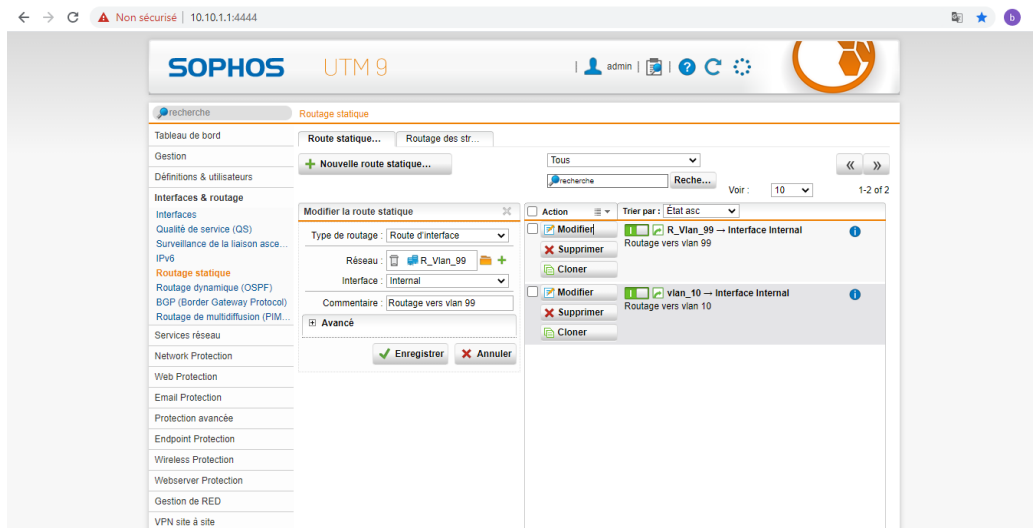 Non sécurisé | 10.10.1.1:4444
b
SOPHOS UTM 9
admin
recherche
Tableau de bord
Gestion
Définitions & utilisateurs
Interfaces & routage
Interfaces
Qualité de service (QS)
Surveillance de la liaison asce...
IPv6
Routage statique
Routage dynamique (OSPF)
BGP (Border Gateway Protocol)
Routage de multidiffusion (PIM...
Services réseau
Network Protection
Web Protection
Email Protection
Protection avancée
Endpoint Protection
Wireless Protection
Webserver Protection
Gestion de RED
VPN site à site
Routage statique
Route statique...
Routage des str...
Nouvelle route statique...
Tous
recherche
Reche...
Voir :
10
1-2 of 2
Modifier la route statique
Type de routage : Route d'interface
Réseau : R_Vlan_99
Interface : Internal
Commentaire : Routage vers vlan 99
Avancé
Enregistrer
Annuler
Action
Trier par : État asc
Modifier
R_Vlan_99 → Interface Internal
Routage vers vlan 99
Supprimer
Cloner
Modifier
vlan_10 → Interface Internal
Routage vers vlan 10
Supprimer
Cloner